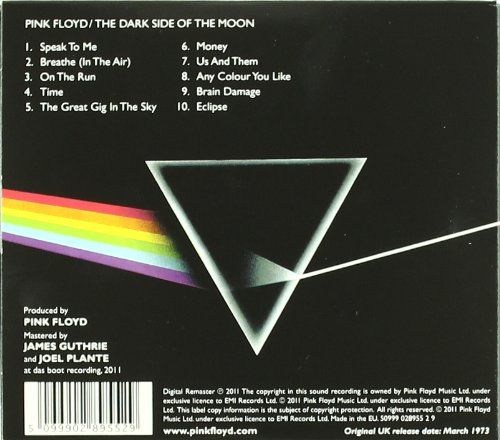 PINK FLOYD/THE DARK SIDE OF THE MOON
1. Speak To Me
2. Breathe (In The Air)
3. On The Run
4. Time
5. The Great Gig In The Sky
6. Money
7. Us And Them
8. Any Colour You Like
9. Brain Damage
10. Eclipse
Produced by
PINK FLOYD
Mastered by
JAMES GUTHRIE
and JOEL PLANTE
at das boot recording, 2011
5 099902 895529
Digital Remaster ℗ 2011 The copyright in this sound recording is owned by Pink Floyd Music Ltd. under
exclusive licence to EMI Records Ltd. © 2011 Pink Floyd Music Ltd. under exclusive licence to EMI Records
Ltd. This label copy information is the subject of copyright protection. All rights reserved. © 2011 Pink Floyd
Music Ltd. under exclusive licence to EMI Records Ltd. Made in the EU. 50999 028955 2 9
www.pinkfloyd.com
Original UK release date: March 1973